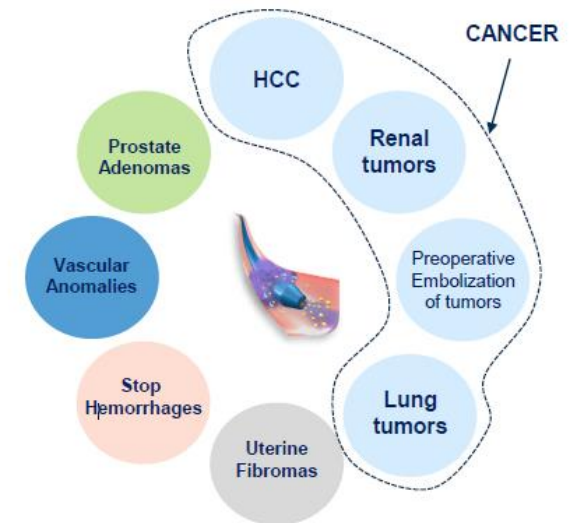 CANCER
HCC
Renal
tumors
Preoperative
Embolization
of tumors
Lung
tumors
Uterine
Fibromas
Stop
Hemorrhages
Vascular
Anomalies
Prostate
Adenomas